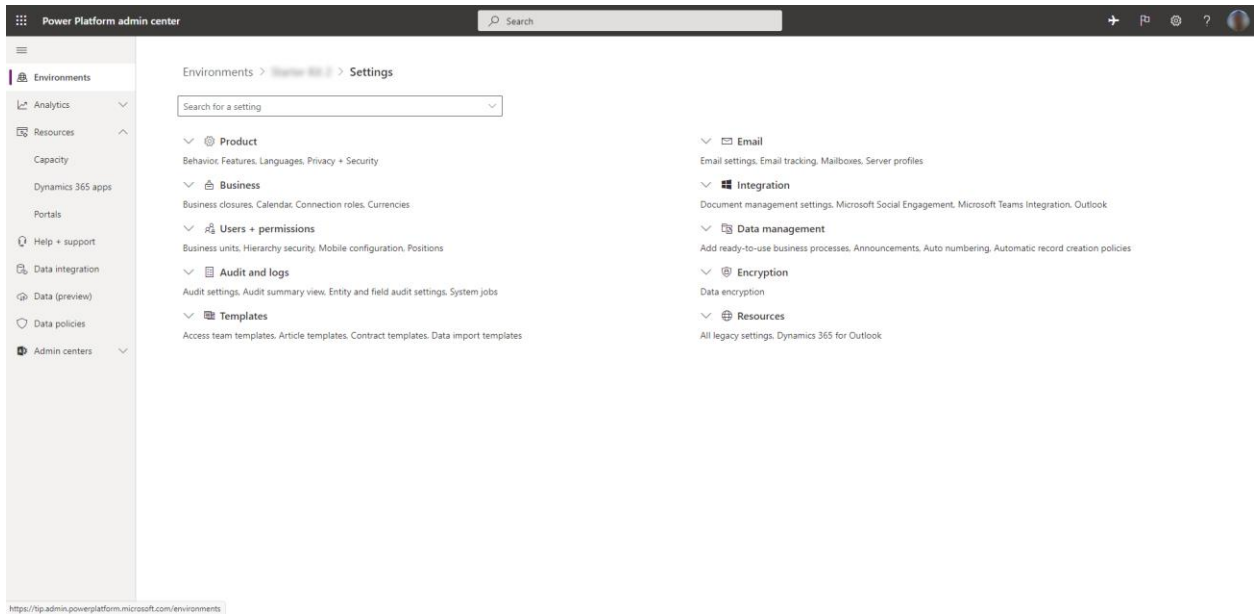 Power Platform admin center
Search
?
Environments
Analytics
Resources
Capacity
Dynamics 365 apps
Portals
Help + support
Data integration
Data (preview)
Data policies
Admin centers
Environments > > Settings
Search for a setting
Product
Behavior, Features, Languages, Privacy + Security
Business
Business closures, Calendar, Connection roles, Currencies
Users + permissions
Business units, Hierarchy security, Mobile configuration, Positions
Audit and logs
Audit settings, Audit summary view, Entity and field audit settings, System jobs
Templates
Access team templates, Article templates, Contract templates, Data import templates
Email
Email settings, Email tracking, Mailboxes, Server profiles
Integration
Document management settings, Microsoft Social Engagement, Microsoft Teams Integration, Outlook
Data management
Add ready-to-use business processes, Announcements, Auto numbering, Automatic record creation policies
Encryption
Data encryption
Resources
All legacy settings, Dynamics 365 for Outlook
https://tip.admin.powerplatform.microsoft.com/environments